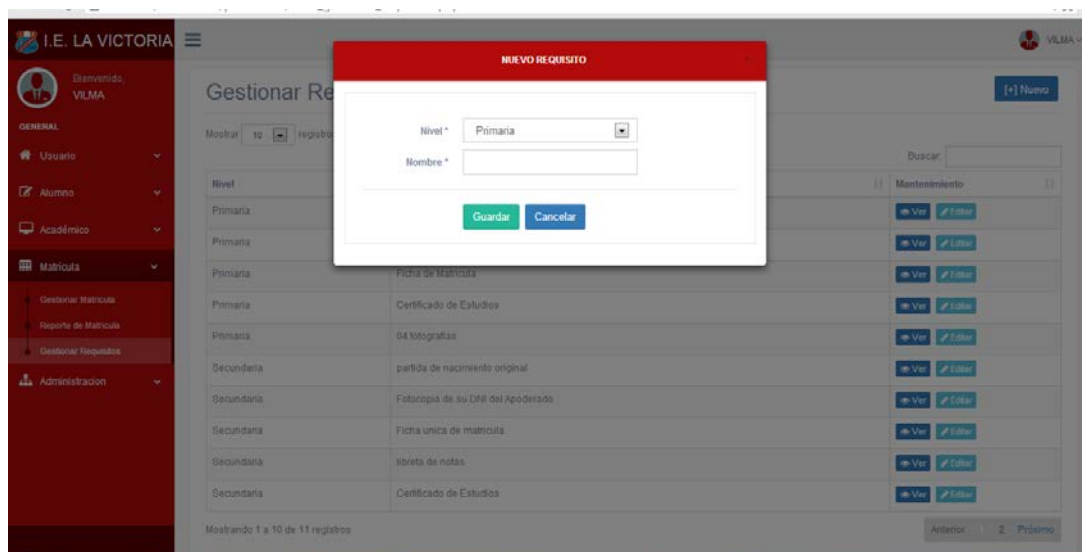 I.E. LA VICTORIA
VILMA
NUEVO REQUISITO
Bienvenido,
VILMA
Gestionar Re
[+] Nuevo
GENERAL
Mostrar 10 registro
Nivel * Primaria
Buscar:
Usuario
Nombre *
Alumno
Nivel Mantenimiento
Primaria Ver Editar
Guardar Cancelar
Académico
Primaria Ver Editar
Matrícula
Primaria Ficha de Matricula Ver Editar
Gestionar Matricula
Primaria Certificado de Estudios Ver Editar
Reporte de Matricula
Primaria 04 fotografias Ver Editar
Gestionar Requisitos
Secundaria partida de nacimiento original Ver Editar
Administracion
Secundaria Fotocopia de su DNI del Apoderado Ver Editar
Secundaria Ficha unica de matricula Ver Editar
Secundaria libreta de notas Ver Editar
Secundaria Certificado de Estudios Ver Editar
Mostrando 1 a 10 de 11 registros
Anterior 1 2 Próximo